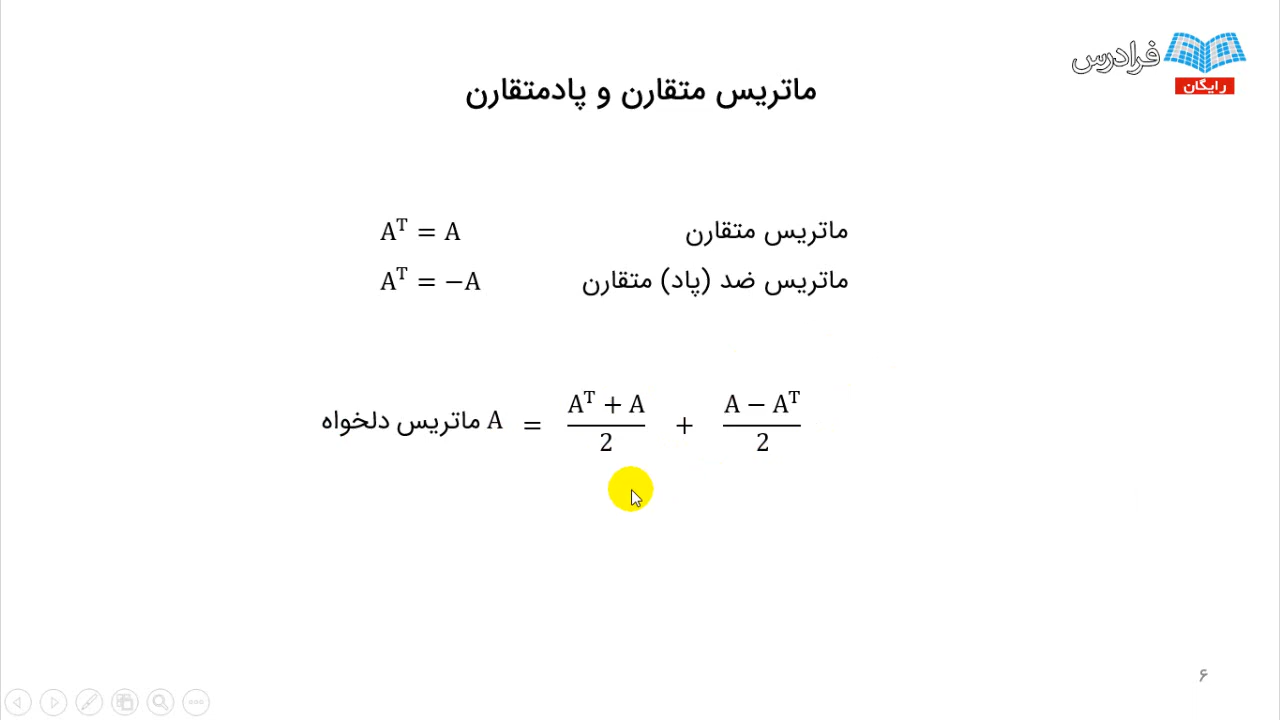 فرادرس
رایگان
ماتریس متقارن و پادمتقارن
ماتریس متقارن Aᵀ = A
ماتریس ضد (پاد) متقارن Aᵀ = −A
ماتریس دلخواه A = (Aᵀ + A)/2 + (A − Aᵀ)/2
۶